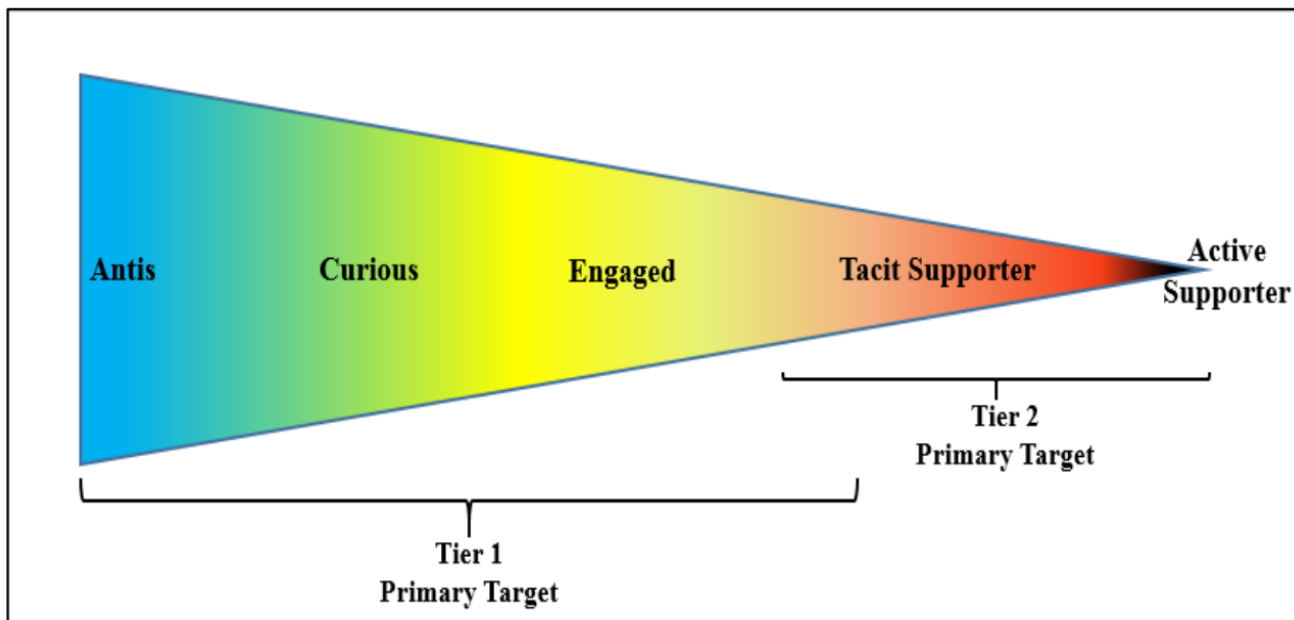 Antis
Curious
Engaged
Tacit Supporter
Active
Supporter
Tier 2
Primary Target
Tier 1
Primary Target